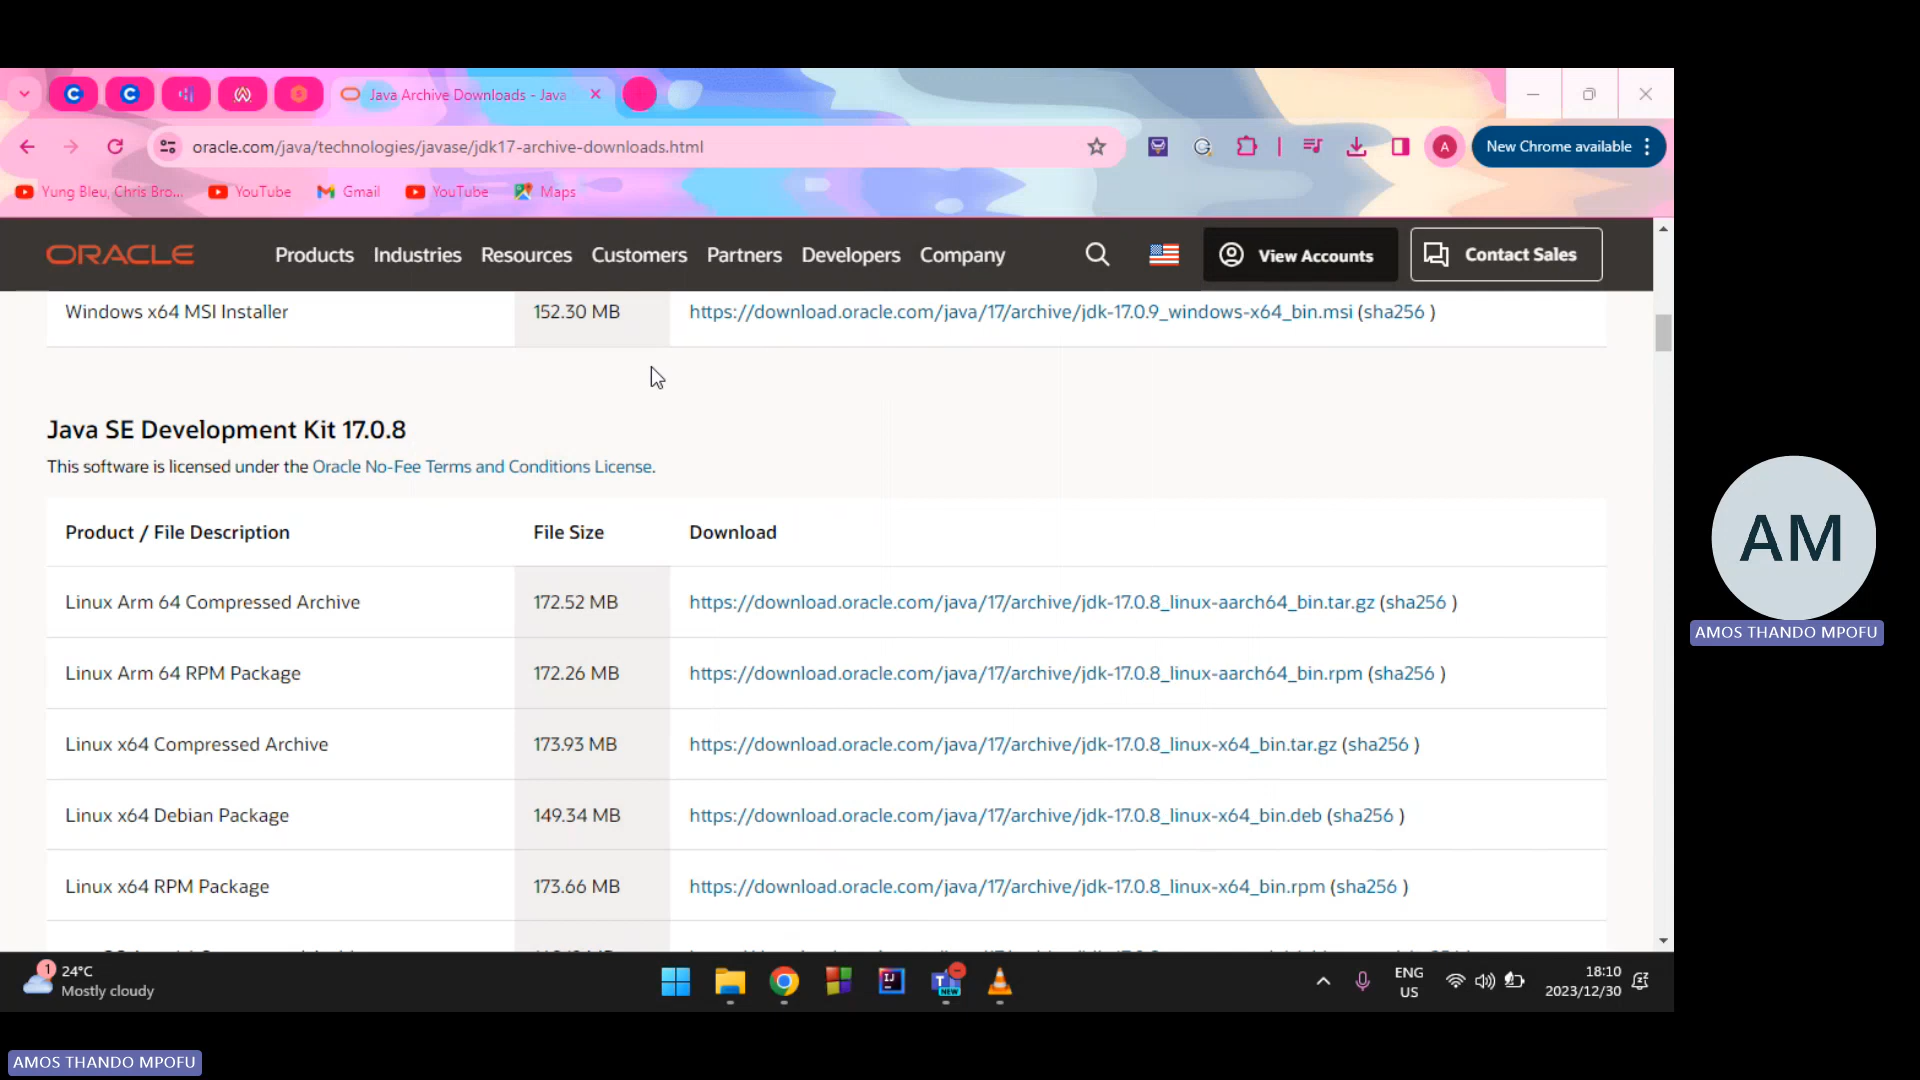 Java Archive Downloads - Java
oracle.com/java/technologies/javase/jdk17-archive-downloads.html
A
New Chrome available
Yung Bleu, Chris Bro...
YouTube
Gmail
YouTube
Maps
ORACLE
Products
Industries
Resources
Customers
Partners
Developers
Company
View Accounts
Contact Sales
Windows x64 MSI Installer 152.30 MB https://download.oracle.com/java/17/archive/jdk-17.0.9_windows-x64_bin.msi (sha256 )
Java SE Development Kit 17.0.8
This software is licensed under the Oracle No-Fee Terms and Conditions License.
Product / File Description File Size Download
Linux Arm 64 Compressed Archive 172.52 MB https://download.oracle.com/java/17/archive/jdk-17.0.8_linux-aarch64_bin.tar.gz (sha256 )
Linux Arm 64 RPM Package 172.26 MB https://download.oracle.com/java/17/archive/jdk-17.0.8_linux-aarch64_bin.rpm (sha256 )
Linux x64 Compressed Archive 173.93 MB https://download.oracle.com/java/17/archive/jdk-17.0.8_linux-x64_bin.tar.gz (sha256 )
Linux x64 Debian Package 149.34 MB https://download.oracle.com/java/17/archive/jdk-17.0.8_linux-x64_bin.deb (sha256 )
Linux x64 RPM Package 173.66 MB https://download.oracle.com/java/17/archive/jdk-17.0.8_linux-x64_bin.rpm (sha256 )
AM
AMOS THANDO MPOFU
1
24°C
Mostly cloudy
IJ
T
NEW
ENG
US
18:10
2023/12/30
AMOS THANDO MPOFU